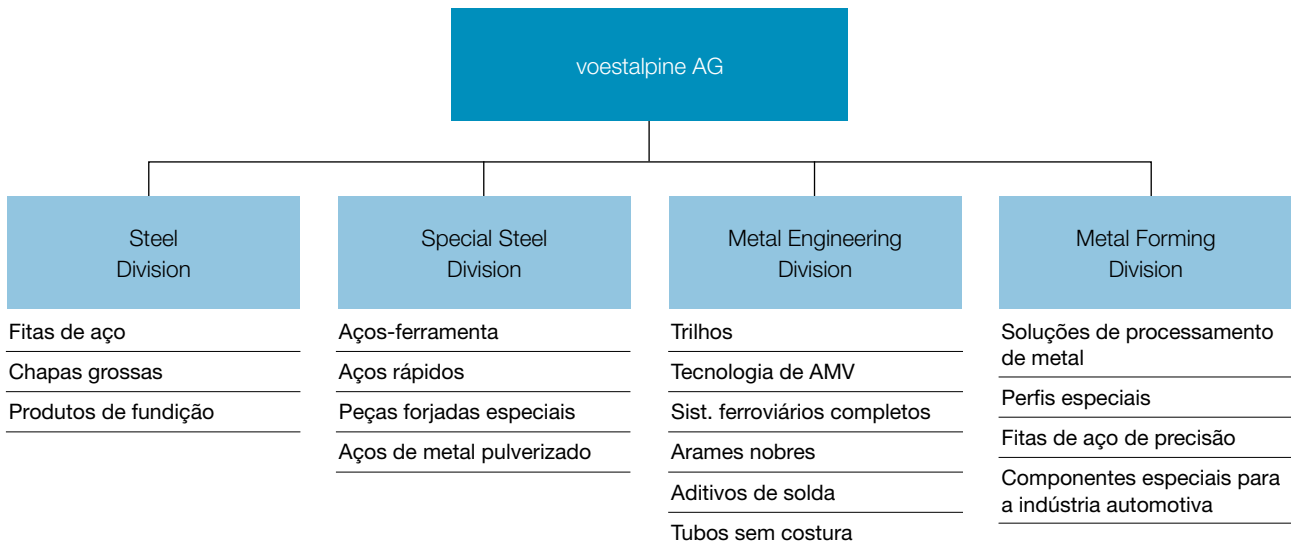 voestalpine AG
Steel
Division
Fitas de aço
Chapas grossas
Produtos de fundição
Special Steel
Division
Aços-ferramenta
Aços rápidos
Peças forjadas especiais
Aços de metal pulverizado
Metal Engineering
Division
Trilhos
Tecnologia de AMV
Sist. ferroviários completos
Arames nobres
Aditivos de solda
Tubos sem costura
Metal Forming
Division
Soluções de processamento
de metal
Perfis especiais
Fitas de aço de precisão
Componentes especiais para
a indústria automotiva